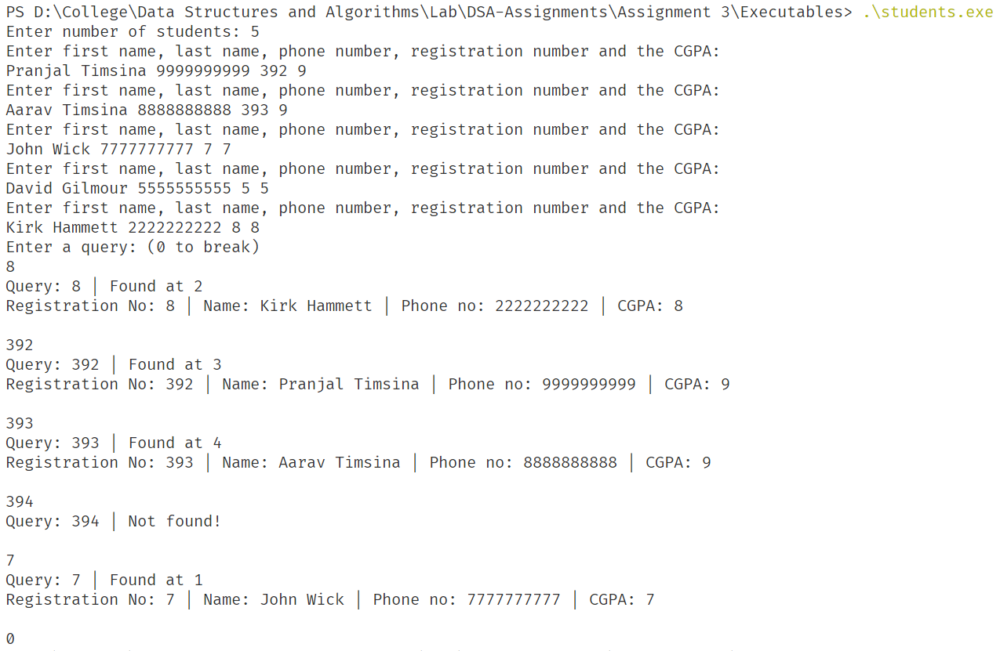 PS D:\College\Data Structures and Algorithms\Lab\DSA-Assignments\Assignment 3\Executables> .\students.exe
Enter number of students: 5
Enter first name, last name, phone number, registration number and the CGPA:
Pranjal Timsina 9999999999 392 9
Enter first name, last name, phone number, registration number and the CGPA:
Aarav Timsina 8888888888 393 9
Enter first name, last name, phone number, registration number and the CGPA:
John Wick 7777777777 7 7
Enter first name, last name, phone number, registration number and the CGPA:
David Gilmour 5555555555 5 5
Enter first name, last name, phone number, registration number and the CGPA:
Kirk Hammett 2222222222 8 8
Enter a query: (0 to break)
8
Query: 8 | Found at 2
Registration No: 8 | Name: Kirk Hammett | Phone no: 2222222222 | CGPA: 8
392
Query: 392 | Found at 3
Registration No: 392 | Name: Pranjal Timsina | Phone no: 9999999999 | CGPA: 9
393
Query: 393 | Found at 4
Registration No: 393 | Name: Aarav Timsina | Phone no: 8888888888 | CGPA: 9
394
Query: 394 | Not found!
7
Query: 7 | Found at 1
Registration No: 7 | Name: John Wick | Phone no: 7777777777 | CGPA: 7
0